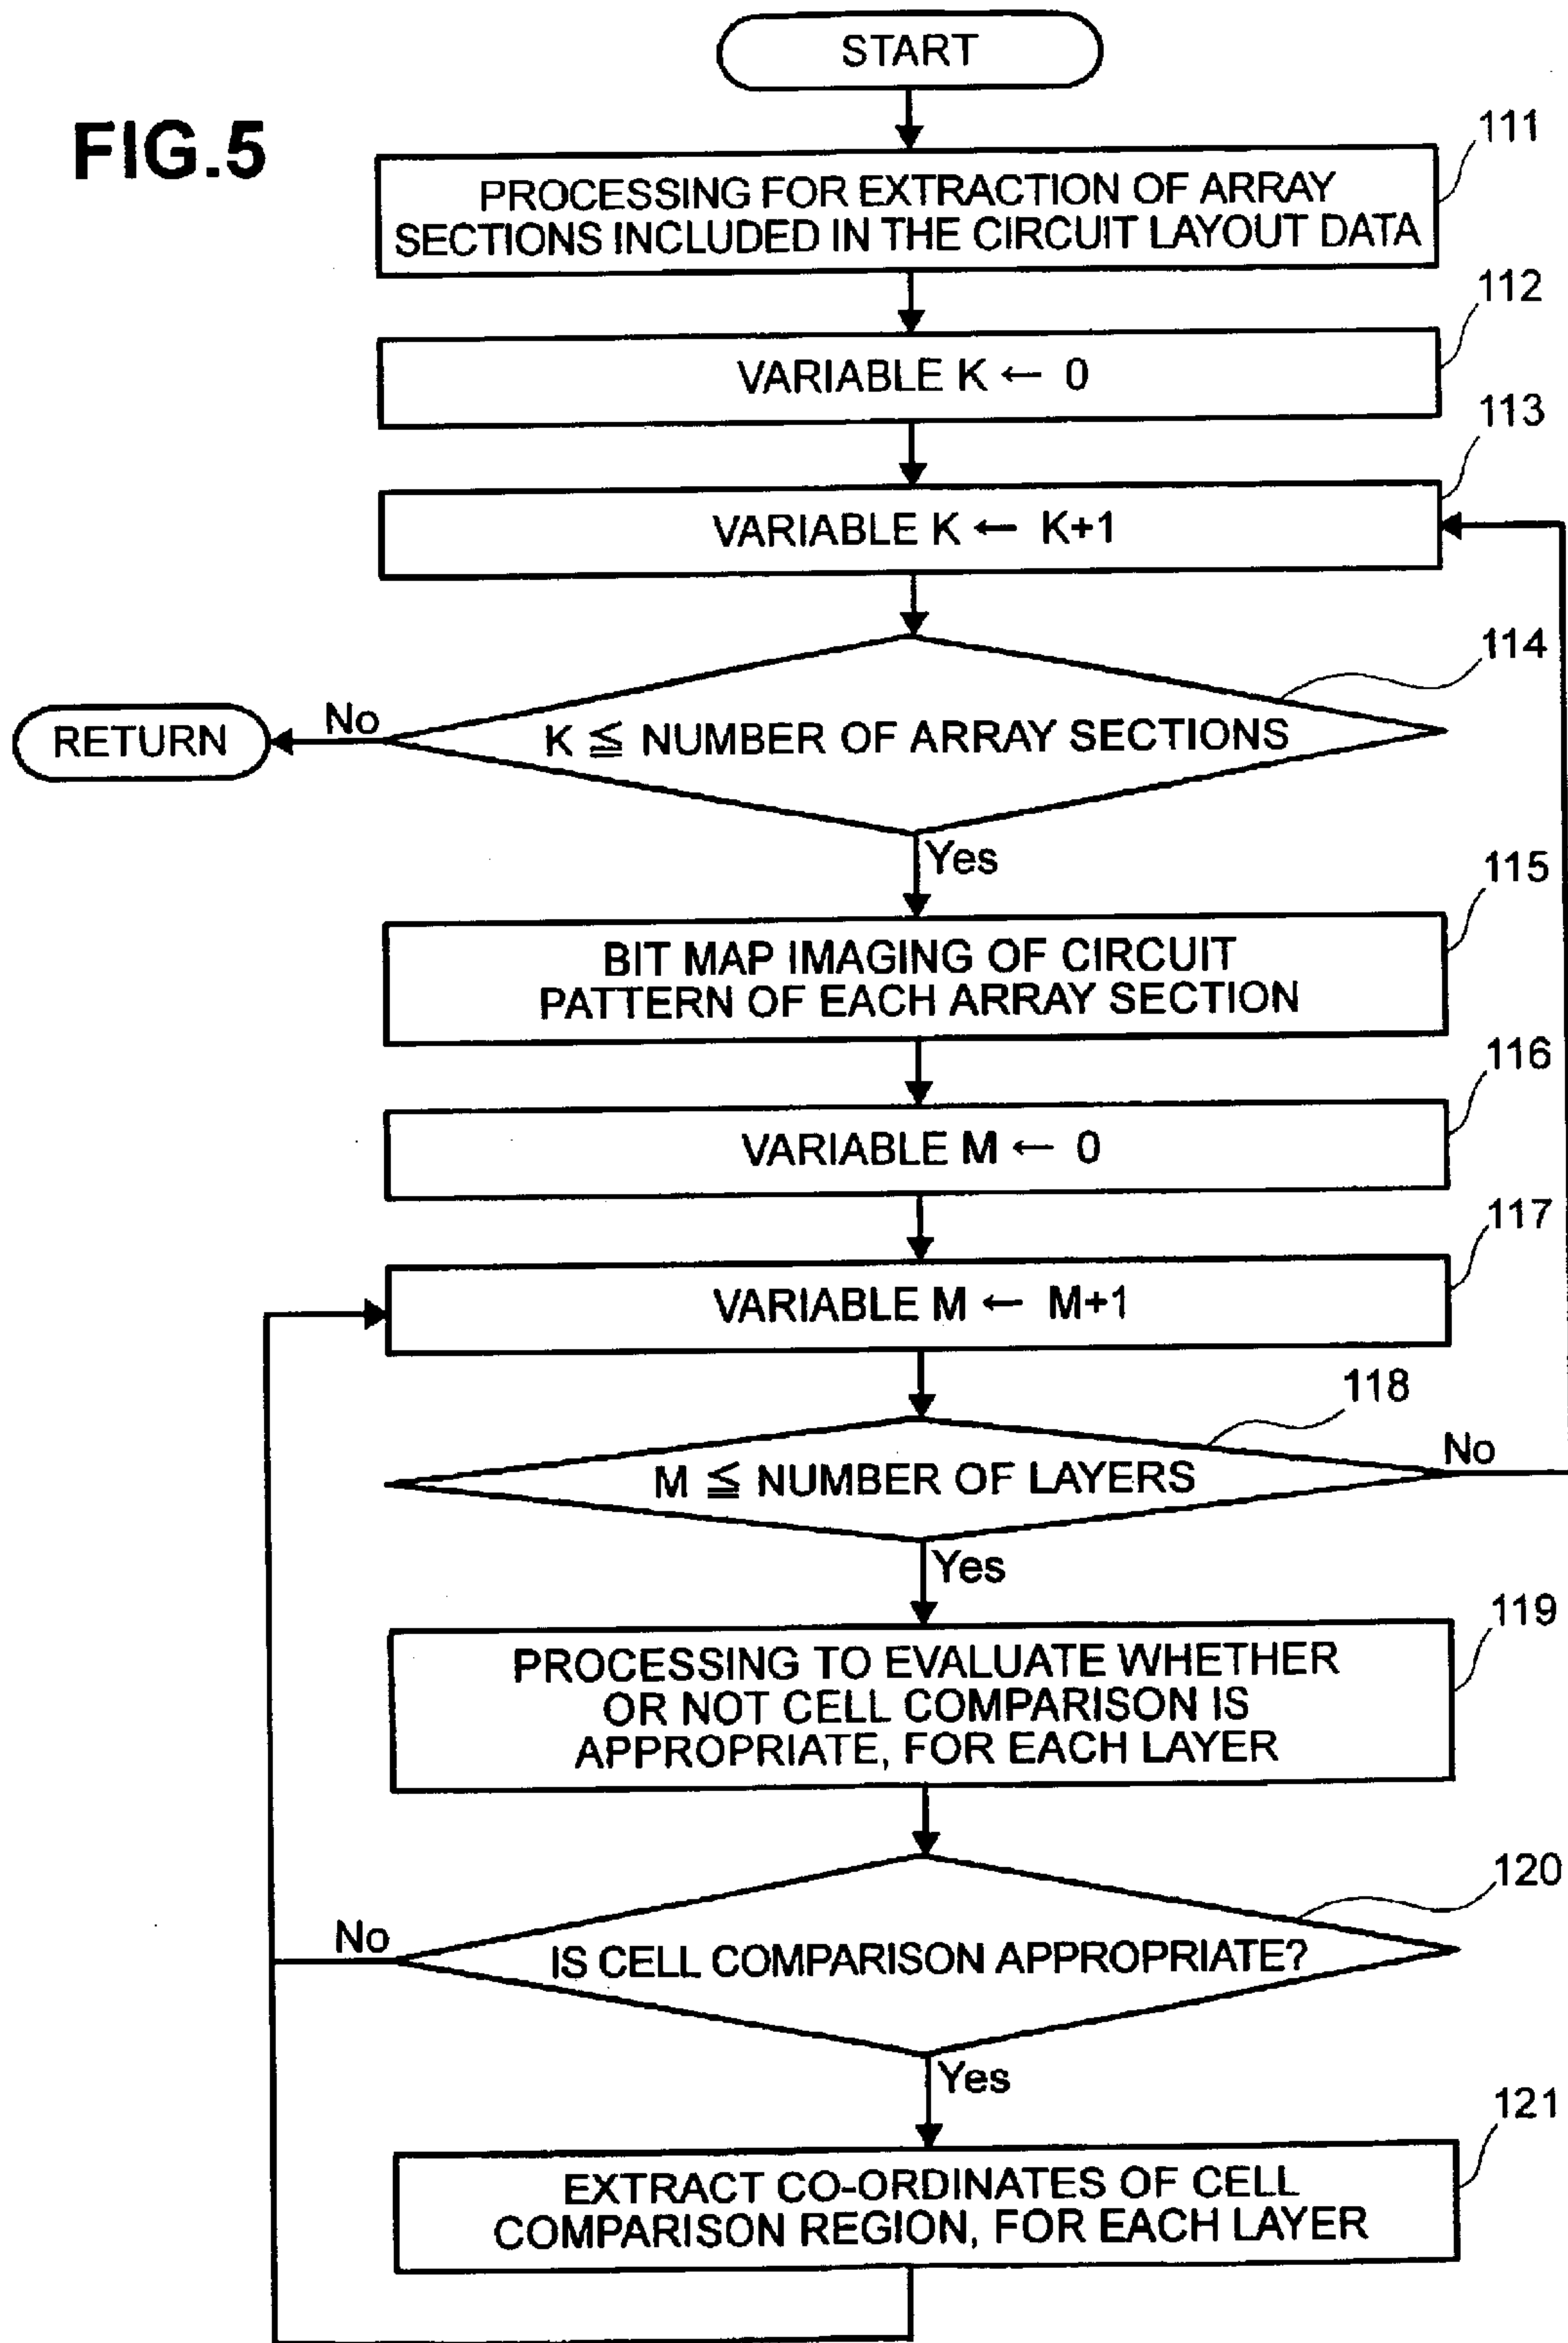 START
FIG.5
111
PROCESSING FOR EXTRACTION OF ARRAY
SECTIONS INCLUDED IN THE CIRCUIT LAYOUT DATA
112
VARIABLE K ← 0
113
VARIABLE K ← K+1
114
RETURN
No
K ≦ NUMBER OF ARRAY SECTIONS
Yes
115
BIT MAP IMAGING OF CIRCUIT
PATTERN OF EACH ARRAY SECTION
116
VARIABLE M ← 0
117
VARIABLE M ← M+1
118
M ≦ NUMBER OF LAYERS
No
Yes
119
PROCESSING TO EVALUATE WHETHER
OR NOT CELL COMPARISON IS
APPROPRIATE, FOR EACH LAYER
120
No
IS CELL COMPARISON APPROPRIATE?
Yes
121
EXTRACT CO-ORDINATES OF CELL
COMPARISON REGION, FOR EACH LAYER